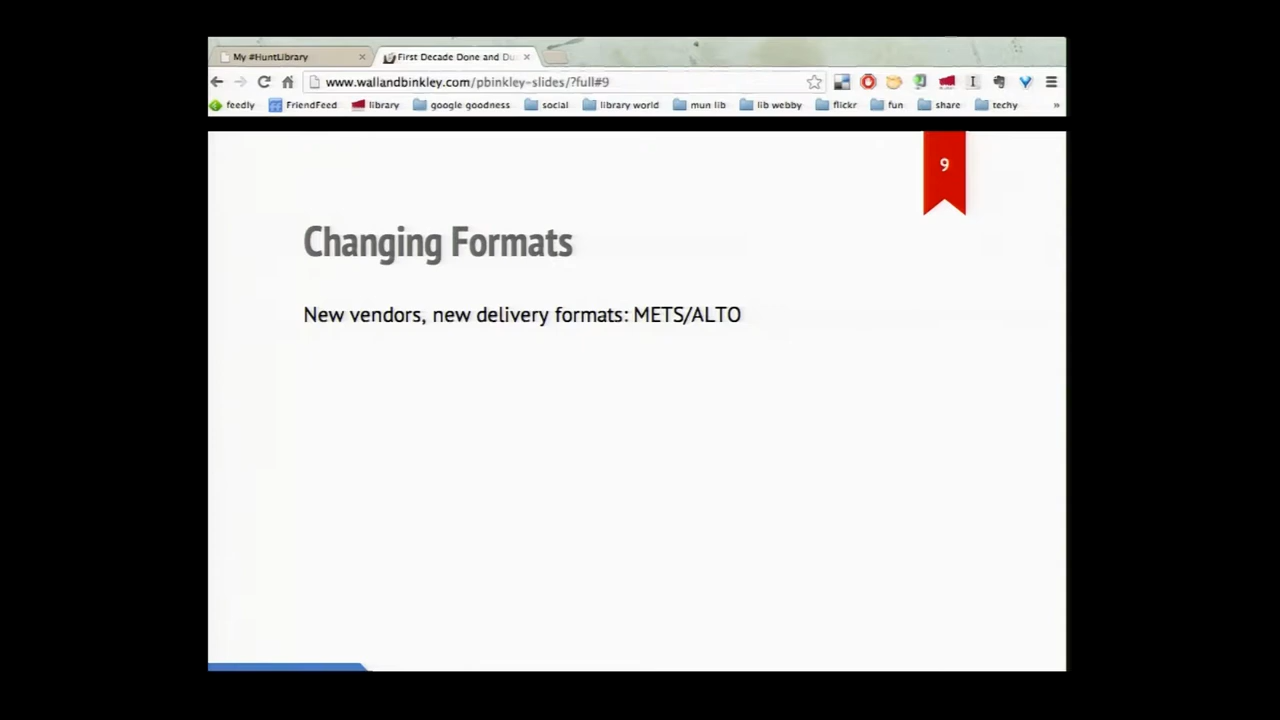 My #HuntLibrary
First Decade Done and Du
www.wallandbinkley.com/pbinkley-slides/?full#9
feedly FriendFeed library google goodness social library world mun lib lib webby flickr fun share techy »
9
Changing Formats
New vendors, new delivery formats: METS/ALTO